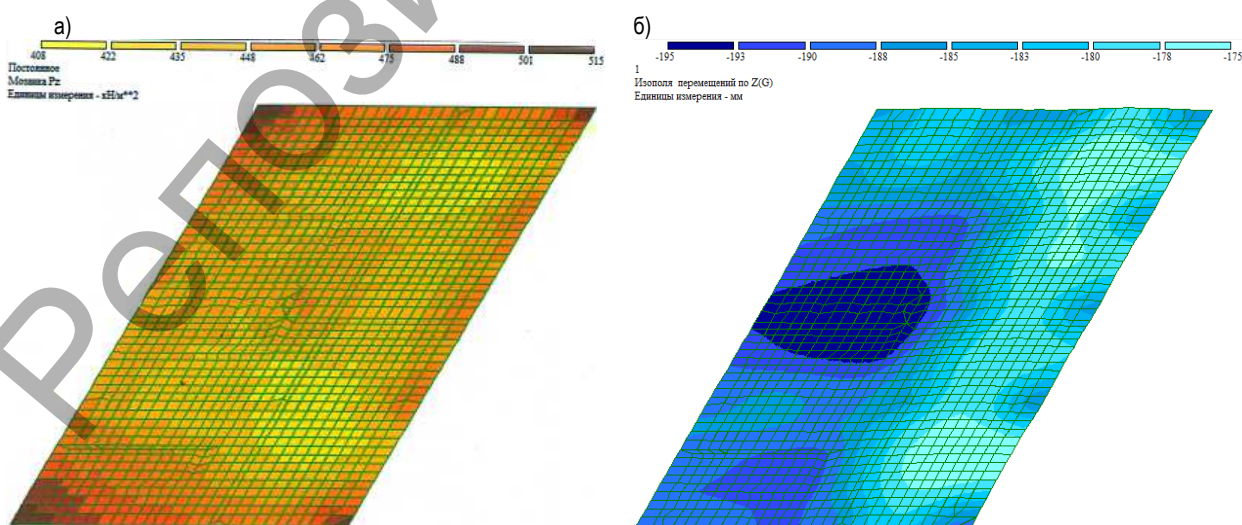 а)
408 422 435 448 462 475 488 501 515
Постоянное
Мозаика Pz
Единицы измерения - кН/м**2
б)
-195 -193 -190 -188 -185 -183 -180 -178 -175
1
Изополя перемещений по Z(G)
Единицы измерения - мм
Репози